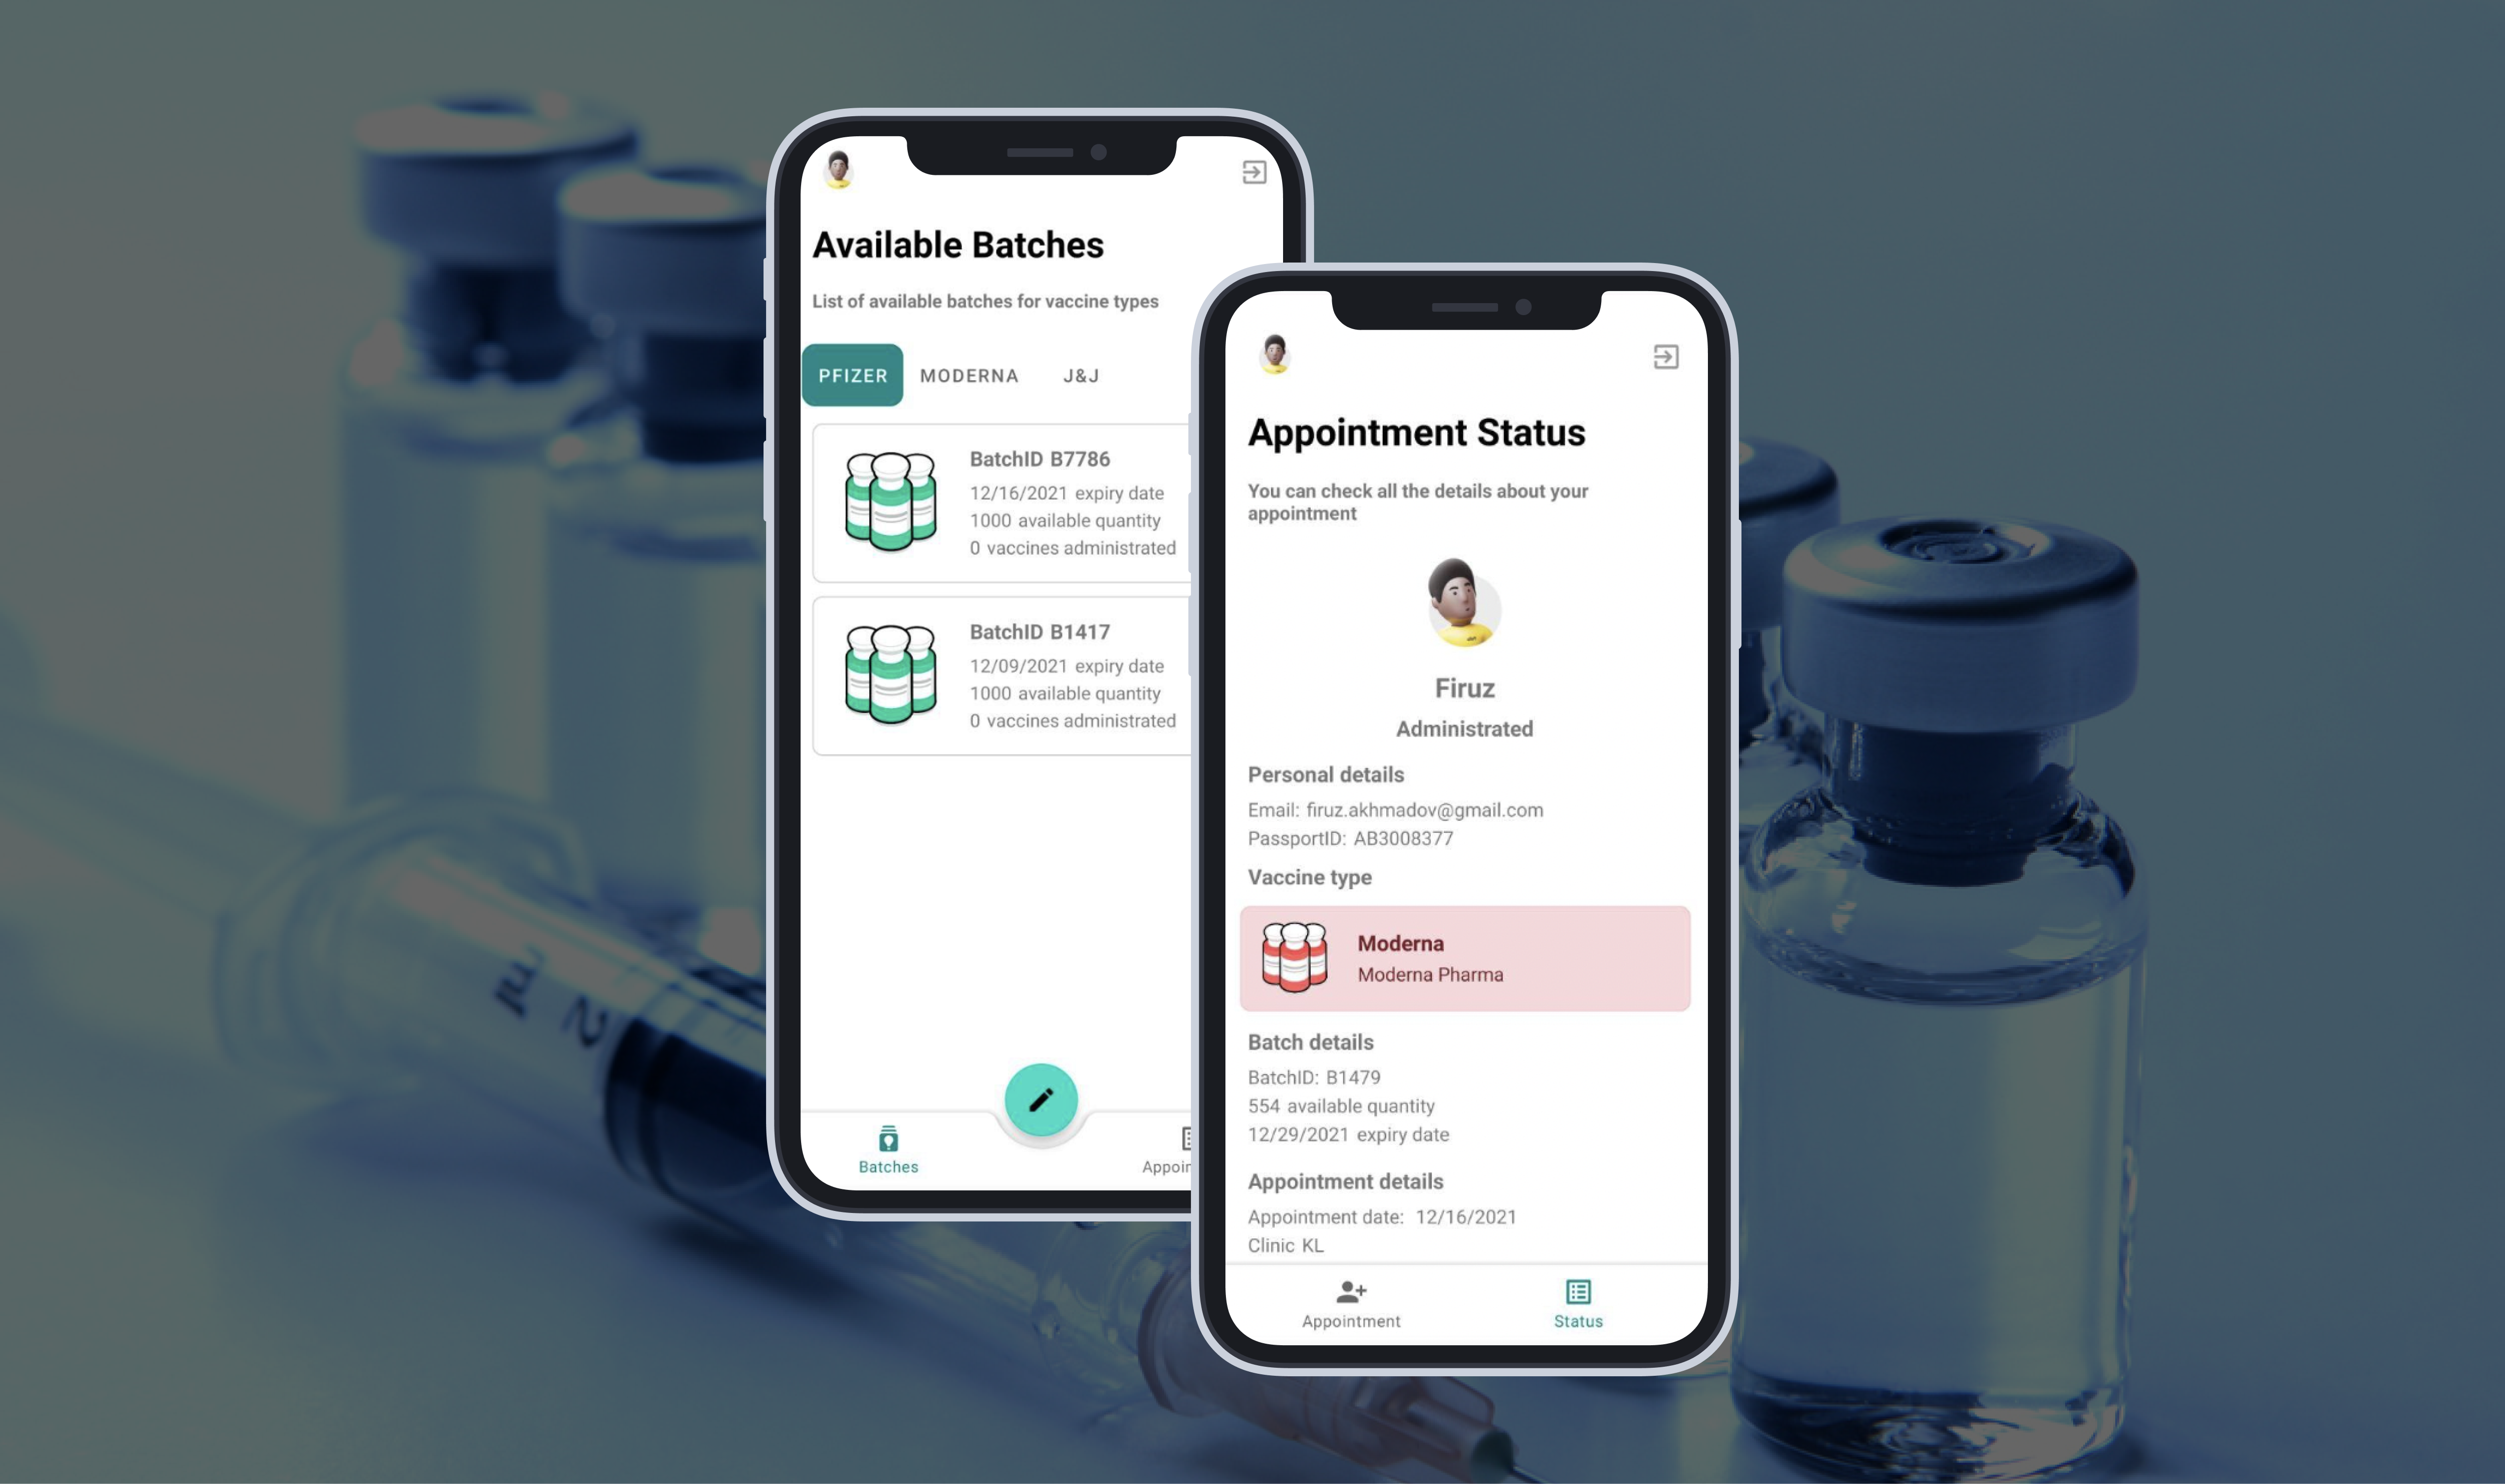 Available Batches
List of available batches for vaccine types
PFIZER MODERNA J&J
BatchID B7786
12/16/2021 expiry date
1000 available quantity
0 vaccines administrated
BatchID B1417
12/09/2021 expiry date
1000 available quantity
0 vaccines administrated
Batches
Appoin
Appointment Status
You can check all the details about your
appointment
Firuz
Administrated
Personal details
Email: firuz.akhmadov@gmail.com
PassportID: AB3008377
Vaccine type
Moderna
Moderna Pharma
Batch details
BatchID: B1479
554 available quantity
12/29/2021 expiry date
Appointment details
Appointment date: 12/16/2021
Clinic KL
Appointment Status
ml
2